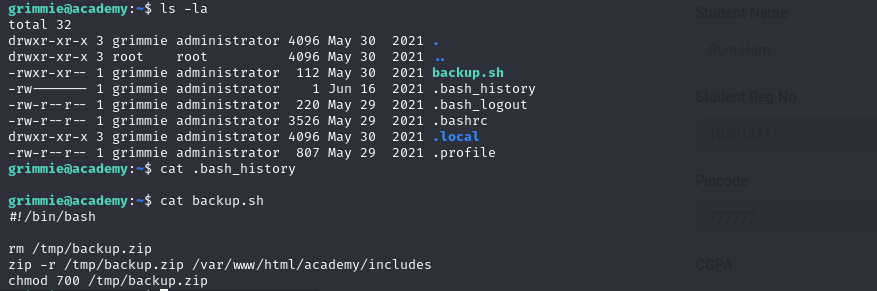 grimmie@academy:~$ ls -la
total 32
drwxr-xr-x 3 grimmie administrator 4096 May 30  2021 .
drwxr-xr-x 3 root    root          4096 May 30  2021 ..
-rwxr-xr-- 1 grimmie administrator  112 May 30  2021 backup.sh
-rw------- 1 grimmie administrator    1 Jun 16  2021 .bash_history
-rw-r--r-- 1 grimmie administrator  220 May 29  2021 .bash_logout
-rw-r--r-- 1 grimmie administrator 3526 May 29  2021 .bashrc
drwxr-xr-x 3 grimmie administrator 4096 May 30  2021 .local
-rw-r--r-- 1 grimmie administrator  807 May 29  2021 .profile
grimmie@academy:~$ cat .bash_history
grimmie@academy:~$ cat backup.sh
#!/bin/bash
rm /tmp/backup.zip
zip -r /tmp/backup.zip /var/www/html/academy/includes
chmod 700 /tmp/backup.zip
Student Name
Rum Ham
Student Reg No
10201321
Pincode
777777
CGPA